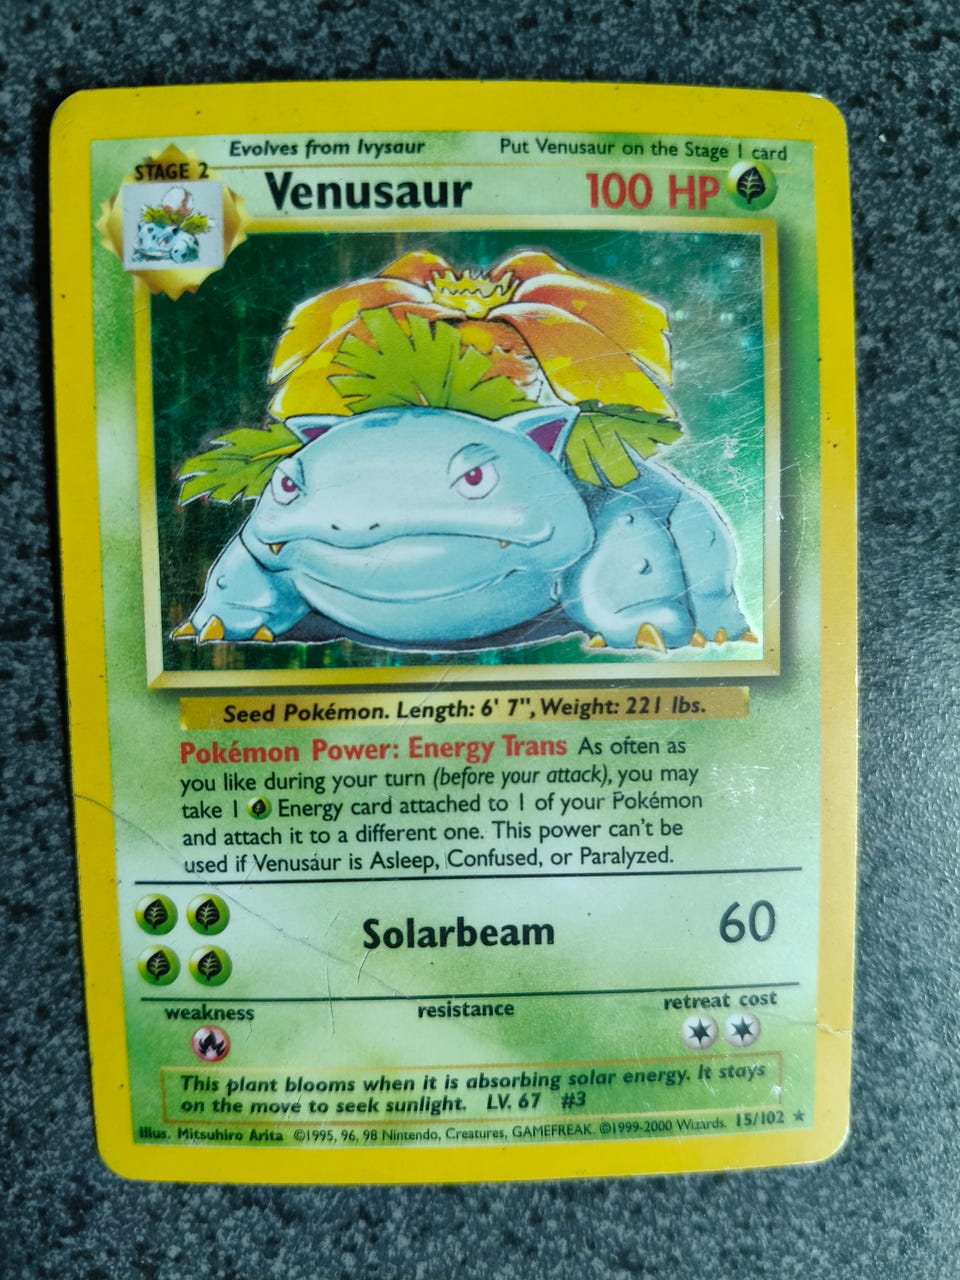 Evolves from Ivysaur Put Venusaur on the Stage 1 card
STAGE 2
Venusaur 100 HP
Seed Pokémon. Length: 6' 7", Weight: 221 lbs.
Pokémon Power: Energy Trans As often as
you like during your turn (before your attack), you may
take 1 Energy card attached to 1 of your Pokémon
and attach it to a different one. This power can't be
used if Venusaur is Asleep, Confused, or Paralyzed.
Solarbeam 60
weakness resistance retreat cost
This plant blooms when it is absorbing solar energy. It stays
on the move to seek sunlight. LV. 67 #3
Illus. Mitsuhiro Arita ©1995, 96, 98 Nintendo, Creatures, GAMEFREAK. ©1999-2000 Wizards. 15/102 ★